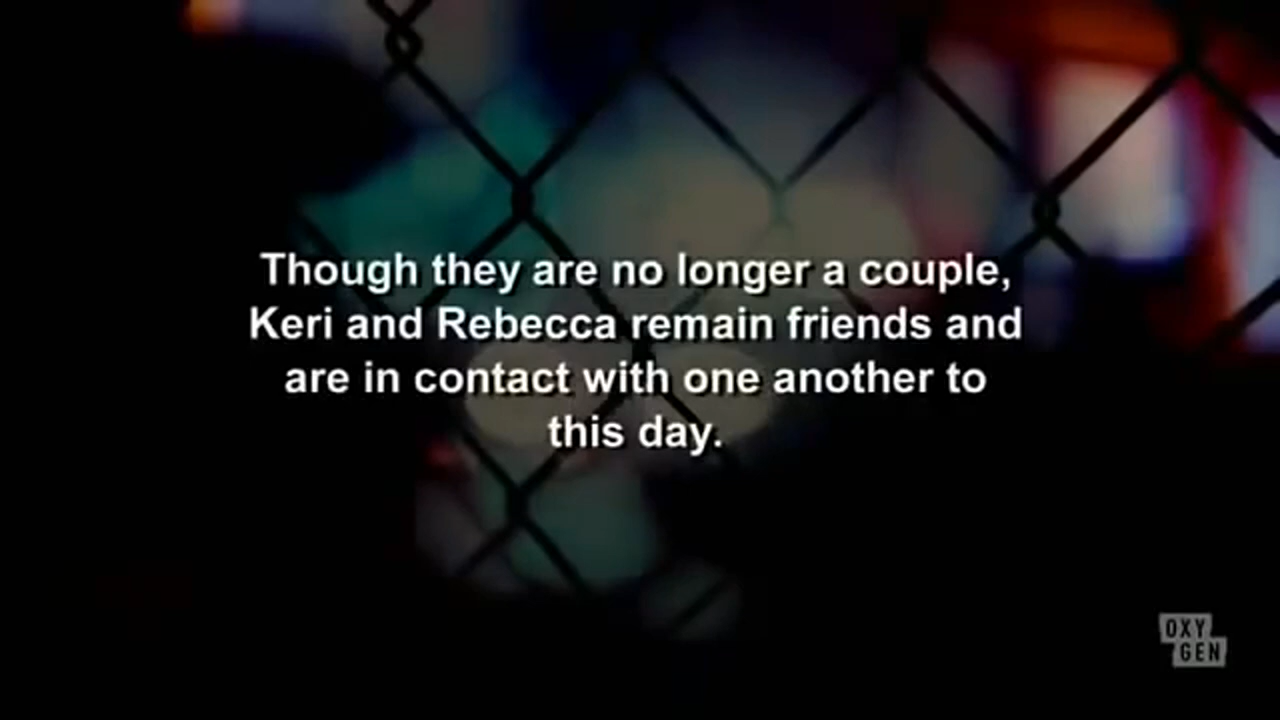 Though they are no longer a couple,
Keri and Rebecca remain friends and
are in contact with one another to
this day.
OXY
GEN